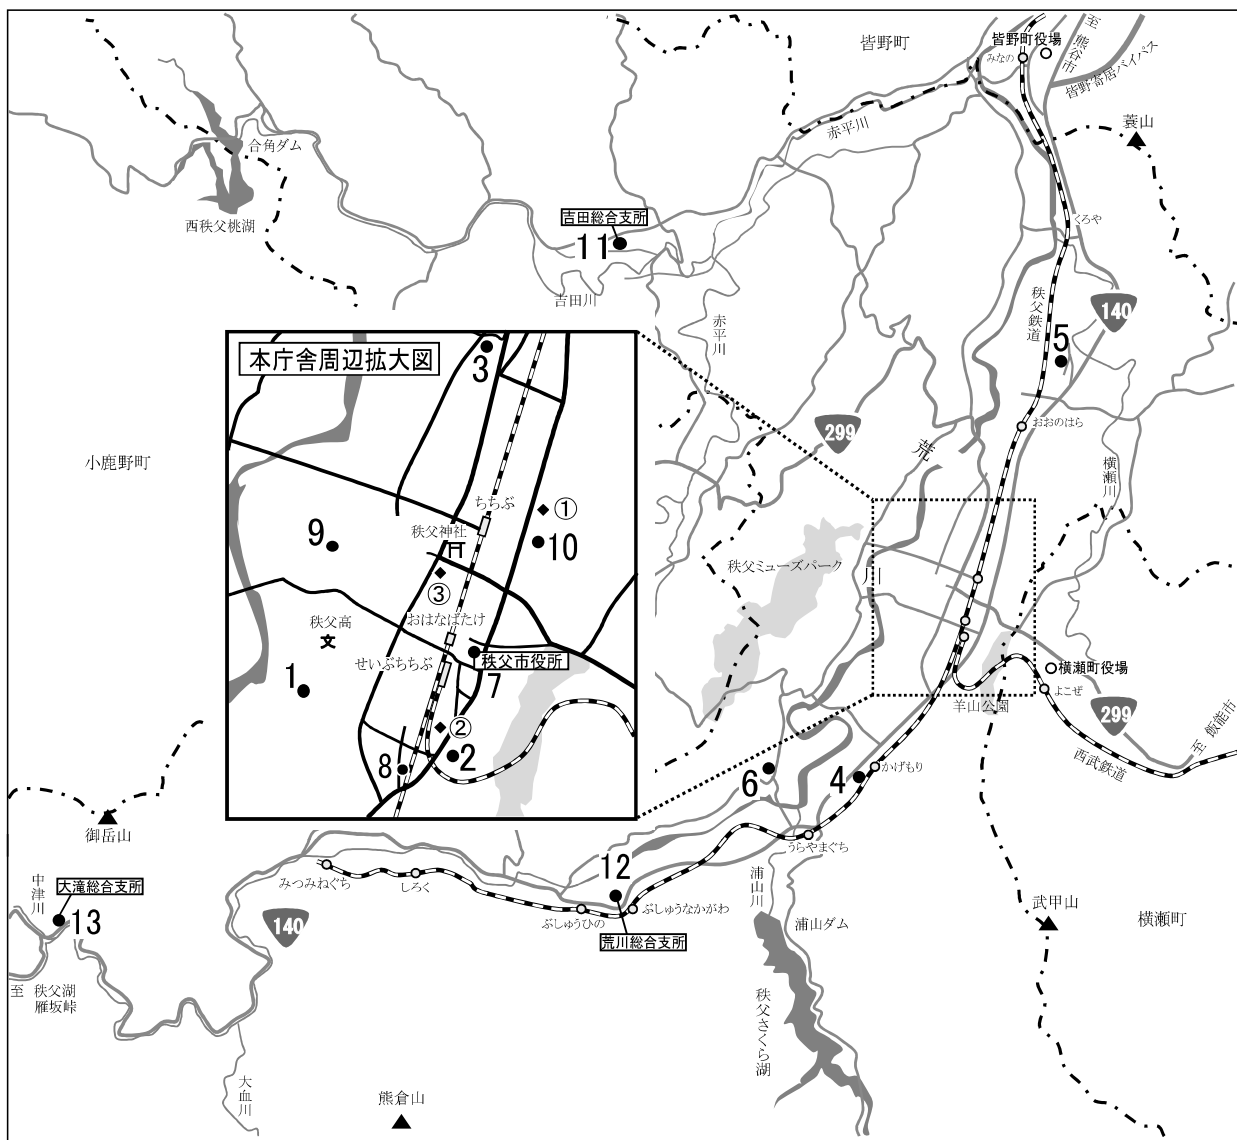 皆野町
皆野町役場
みなの
至 熊谷市
皆野寄居バイパス
蓑山
赤平川
合角ダム
西秩父桃湖
吉田総合支所
11
吉田川
くろや
赤平川
秩父鉄道
140
5
299
おおのはら
荒
川
横瀬川
小鹿野町
本庁舎周辺拡大図
3
ちちぶ
①
秩父神社
10
9
③
おはなばたけ
秩父高
文
せいぶちちぶ
秩父市役所
1
7
②
2
8
秩父ミューズパーク
横瀬町役場
よこぜ
羊山公園
299
至 飯能市
西武鉄道
6
4
かげもり
うらやまぐち
御岳山
中津川
大滝総合支所
13
至 秩父湖
雁坂峠
みつみねぐち
しろく
140
12
ぶしゅうひの
ぶしゅうなかがわ
荒川総合支所
浦山川
浦山ダム
秩父さくら湖
武甲山
横瀬町
大血川
熊倉山